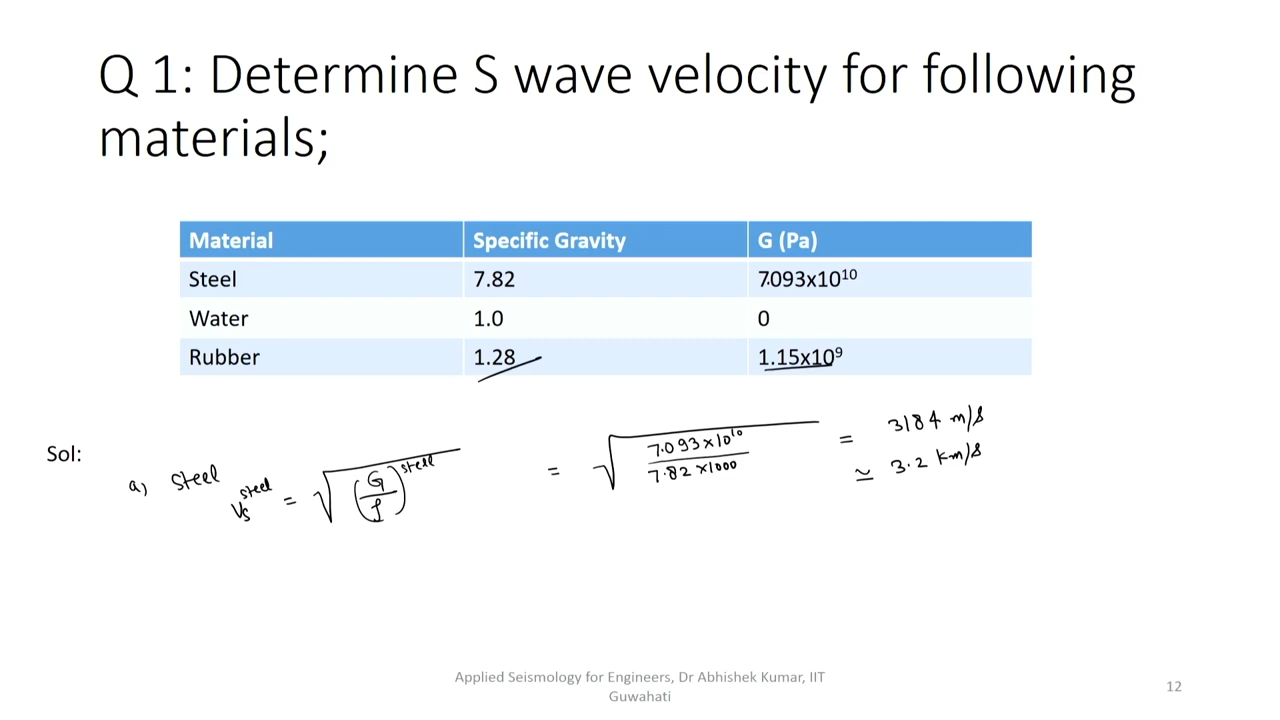 Q 1: Determine S wave velocity for following
materials;
Material Specific Gravity G (Pa)
Steel 7.82 7.093x10¹⁰
Water 1.0 0
Rubber 1.28 1.15x10⁹
Sol:
a) Steel
Vs^steel = √(G/ρ)^steel = √(7.093×10¹⁰ / 7.82×1000) = 3184 m/s
≃ 3.2 km/s
Applied Seismology for Engineers, Dr Abhishek Kumar, IIT
Guwahati
12